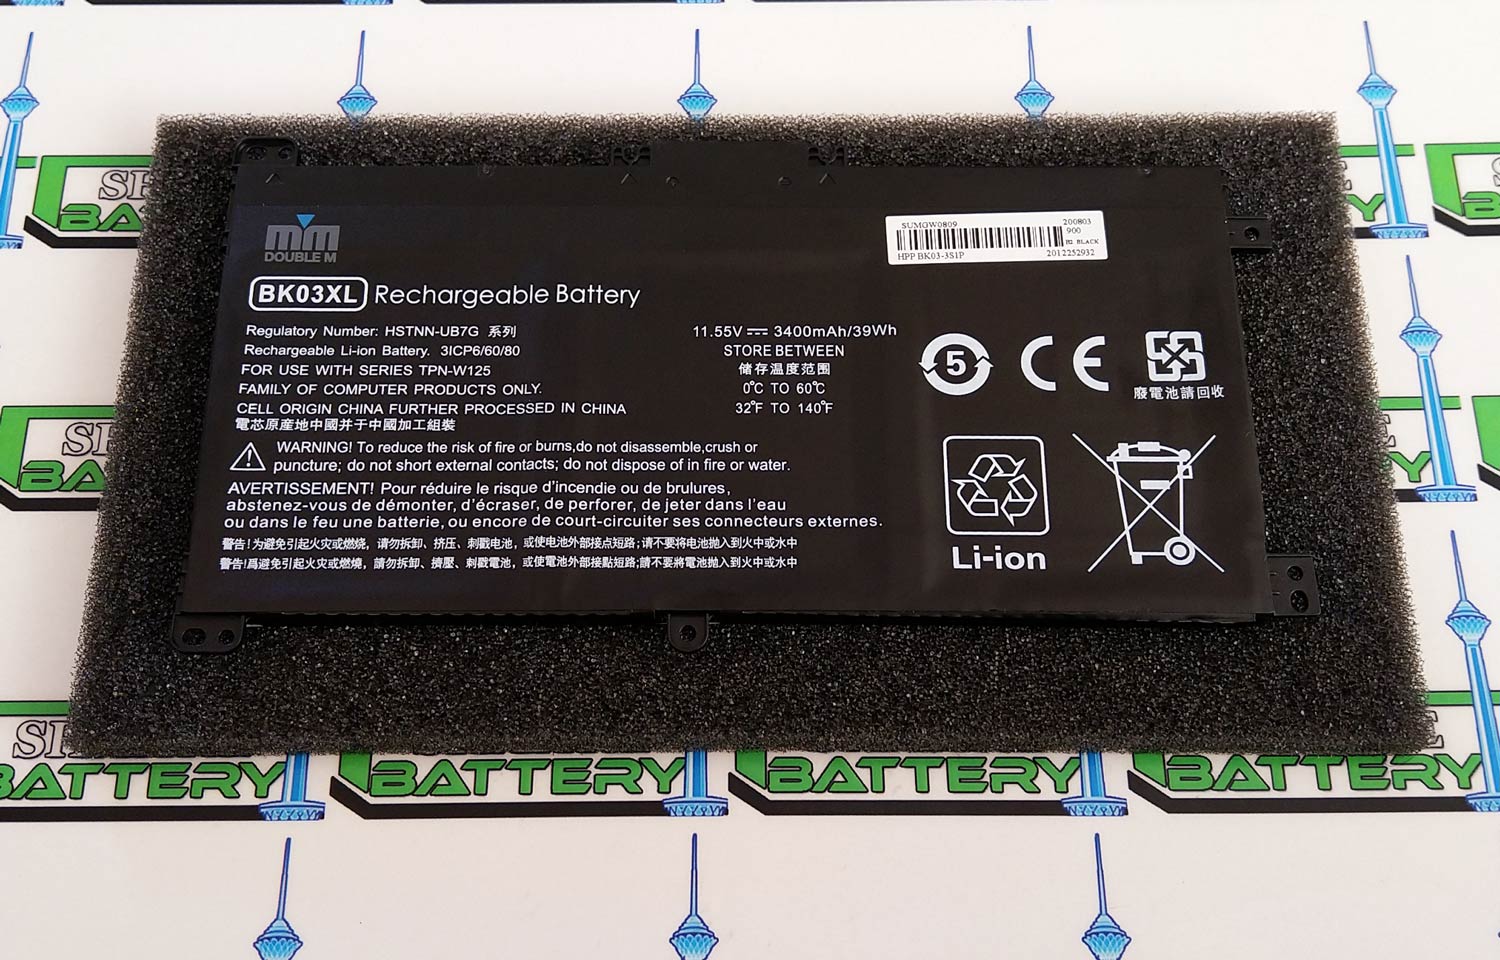 mm
DOUBLE M
SUMGW0809
200803
900
HPP BK03-3S1P
2012252932
BK03XL Rechargeable Battery
Regulatory Number: HSTNN-UB7G 系列
Rechargeable Li-ion Battery. 3ICP6/60/80
FOR USE WITH SERIES TPN-W125
FAMILY OF COMPUTER PRODUCTS ONLY.
CELL ORIGIN CHINA FURTHER PROCESSED IN CHINA
電芯原産地中國并于中國加工組裝
11.55V 3400mAh/39Wh
STORE BETWEEN
储存温度范围
0℃ TO 60℃
32℉ TO 140℉
5
CE
廢電池請回收
WARNING! To reduce the risk of fire or burns,do not disassemble,crush or
puncture; do not short external contacts; do not dispose of in fire or water.
AVERTISSEMENT! Pour réduire le risque d'incendie ou de brulures,
abstenez-vous de démonter, d'écraser, de perforer, de jeter dans l'eau
ou dans le feu une batterie, ou encore de court-circuiter ses connecteurs externes.
警告!为避免引起火灾或燃烧，请勿拆卸、挤压、刺戳电池，或使电池外部接点短路;请不要将电池抛入到火中或水中
警告!爲避免引起火灾或燃燒，請勿拆卸、擠壓、刺戳電池，或使電池外部接點短路;請不要將電池抛入到火中或水中
Li-ion
BATTERY
BATTERY
BATTERY
BATTERY